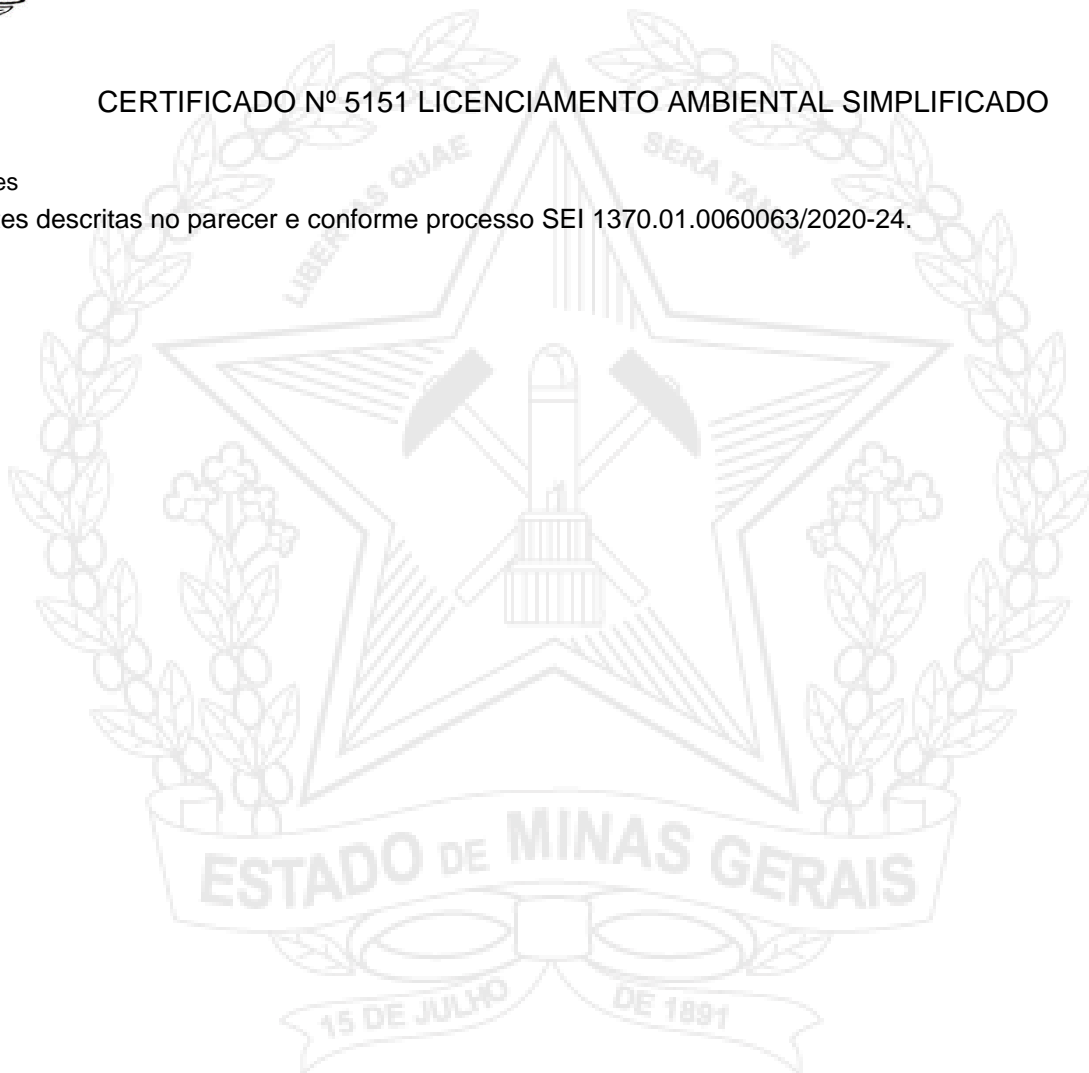 CERTIFICADO Nº 5151 LICENCIAMENTO AMBIENTAL SIMPLIFICADO
LIBERTAS QUAE SERA TAMEN
es
es descritas no parecer e conforme processo SEI 1370.01.0060063/2020-24.
ESTADO DE MINAS GERAIS
15 DE JULHO DE 1891